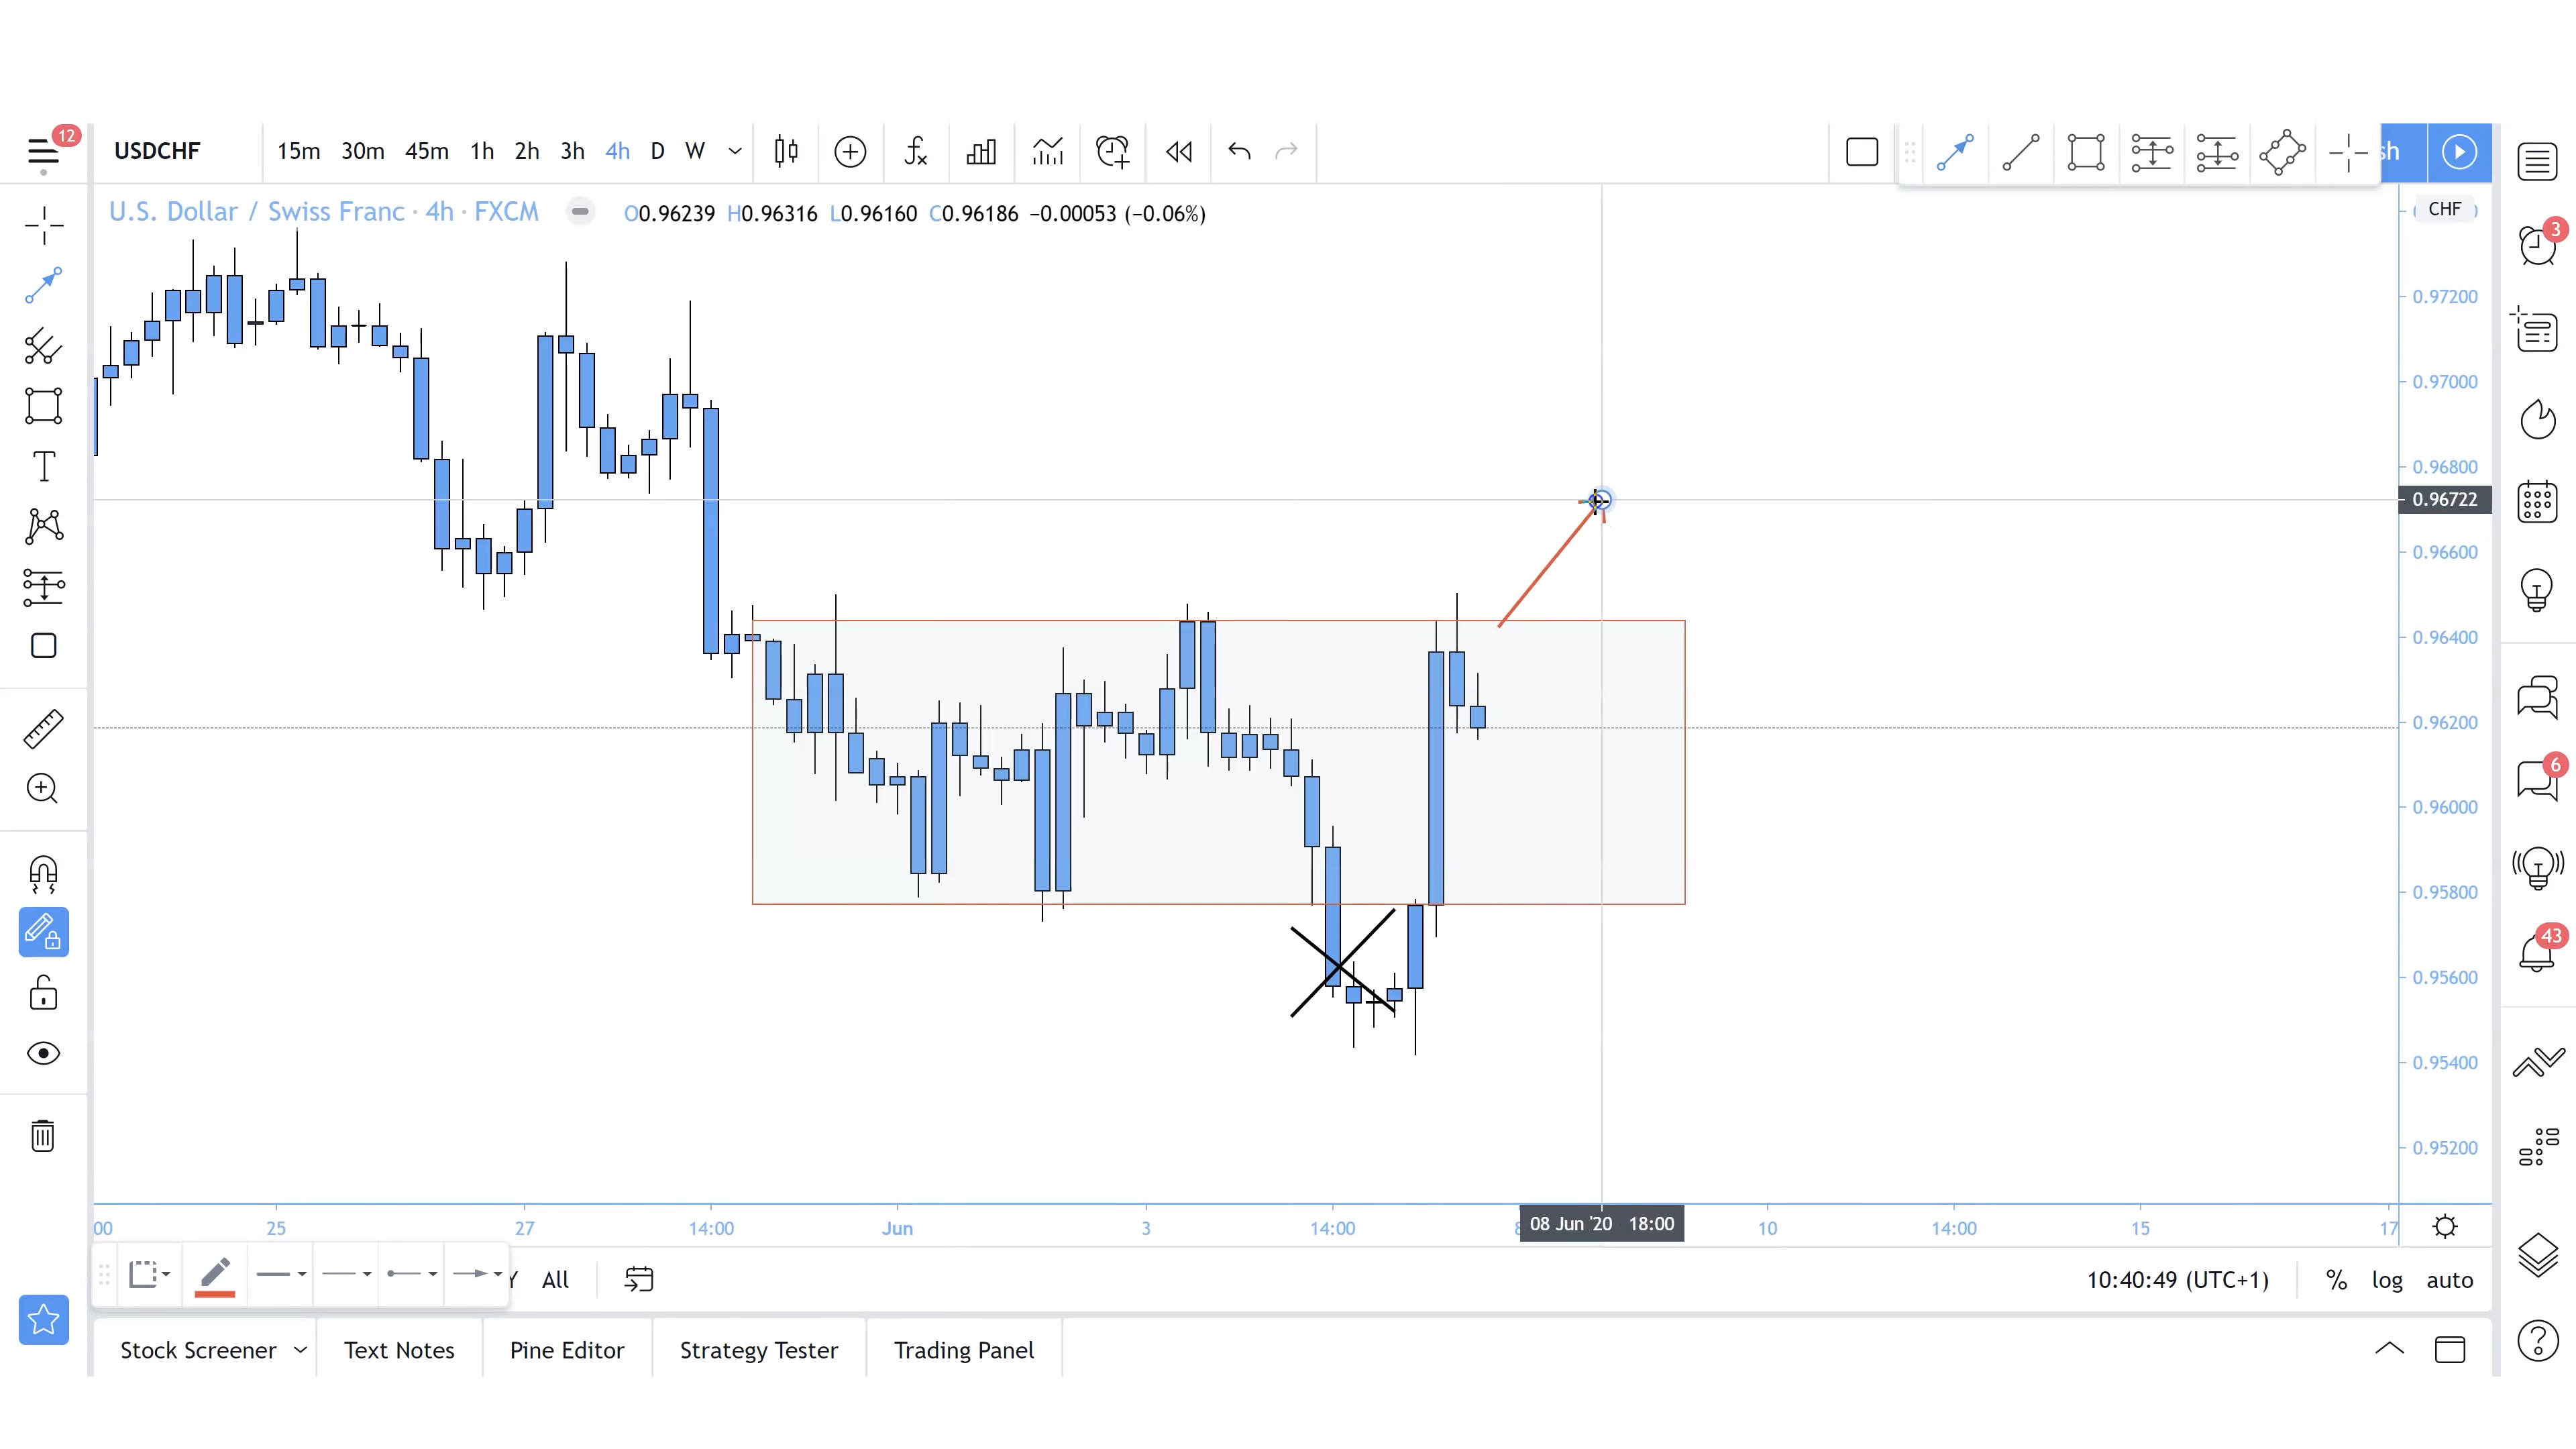 12
USDCHF 15m 30m 45m 1h 2h 3h 4h D W sh
U.S. Dollar / Swiss Franc · 4h · FXCM O0.96239 H0.96316 L0.96160 C0.96186 −0.00053 (−0.06%)
CHF
3
0.97200
0.97000
0.96800
0.96722
0.96600
0.96400
0.96200
0.96000
0.95800
0.95600
0.95400
0.95200
T
6
43
00 25 27 14:00 Jun 3 14:00 8 08 Jun '20 18:00 10 14:00 15 17
Y All 10:40:49 (UTC+1) % log auto
Stock Screener Text Notes Pine Editor Strategy Tester Trading Panel